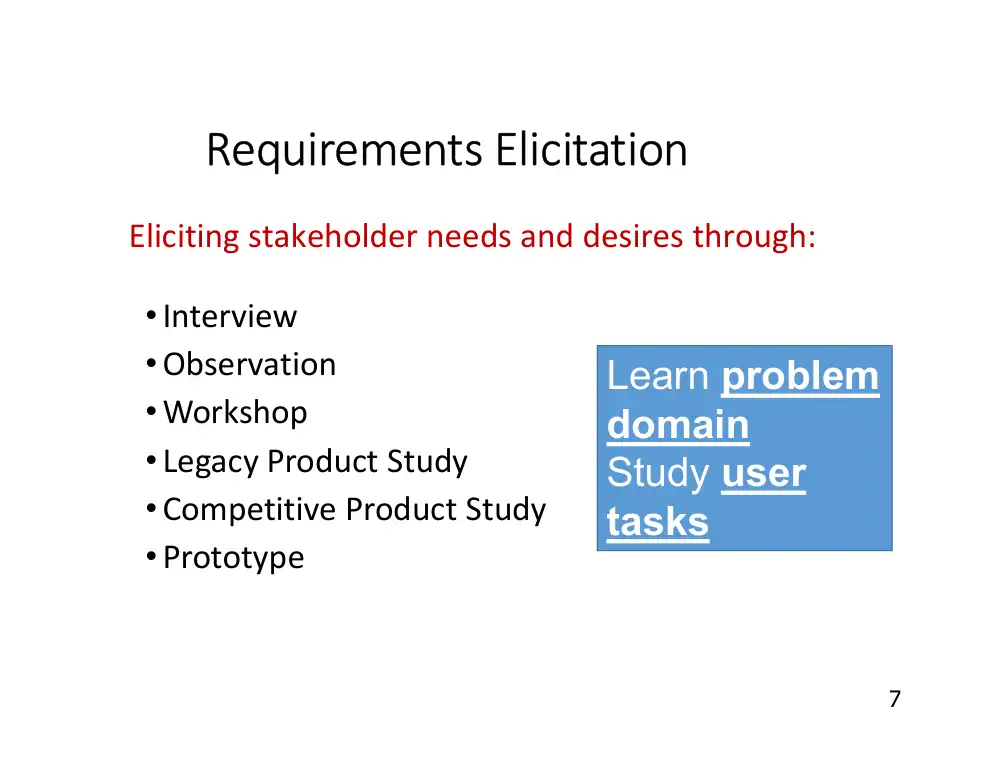 Requirements Elicitation
Eliciting stakeholder needs and desires through:
• Interview
• Observation
• Workshop
• Legacy Product Study
• Competitive Product Study
• Prototype
Learn problem
domain
Study user
tasks
7